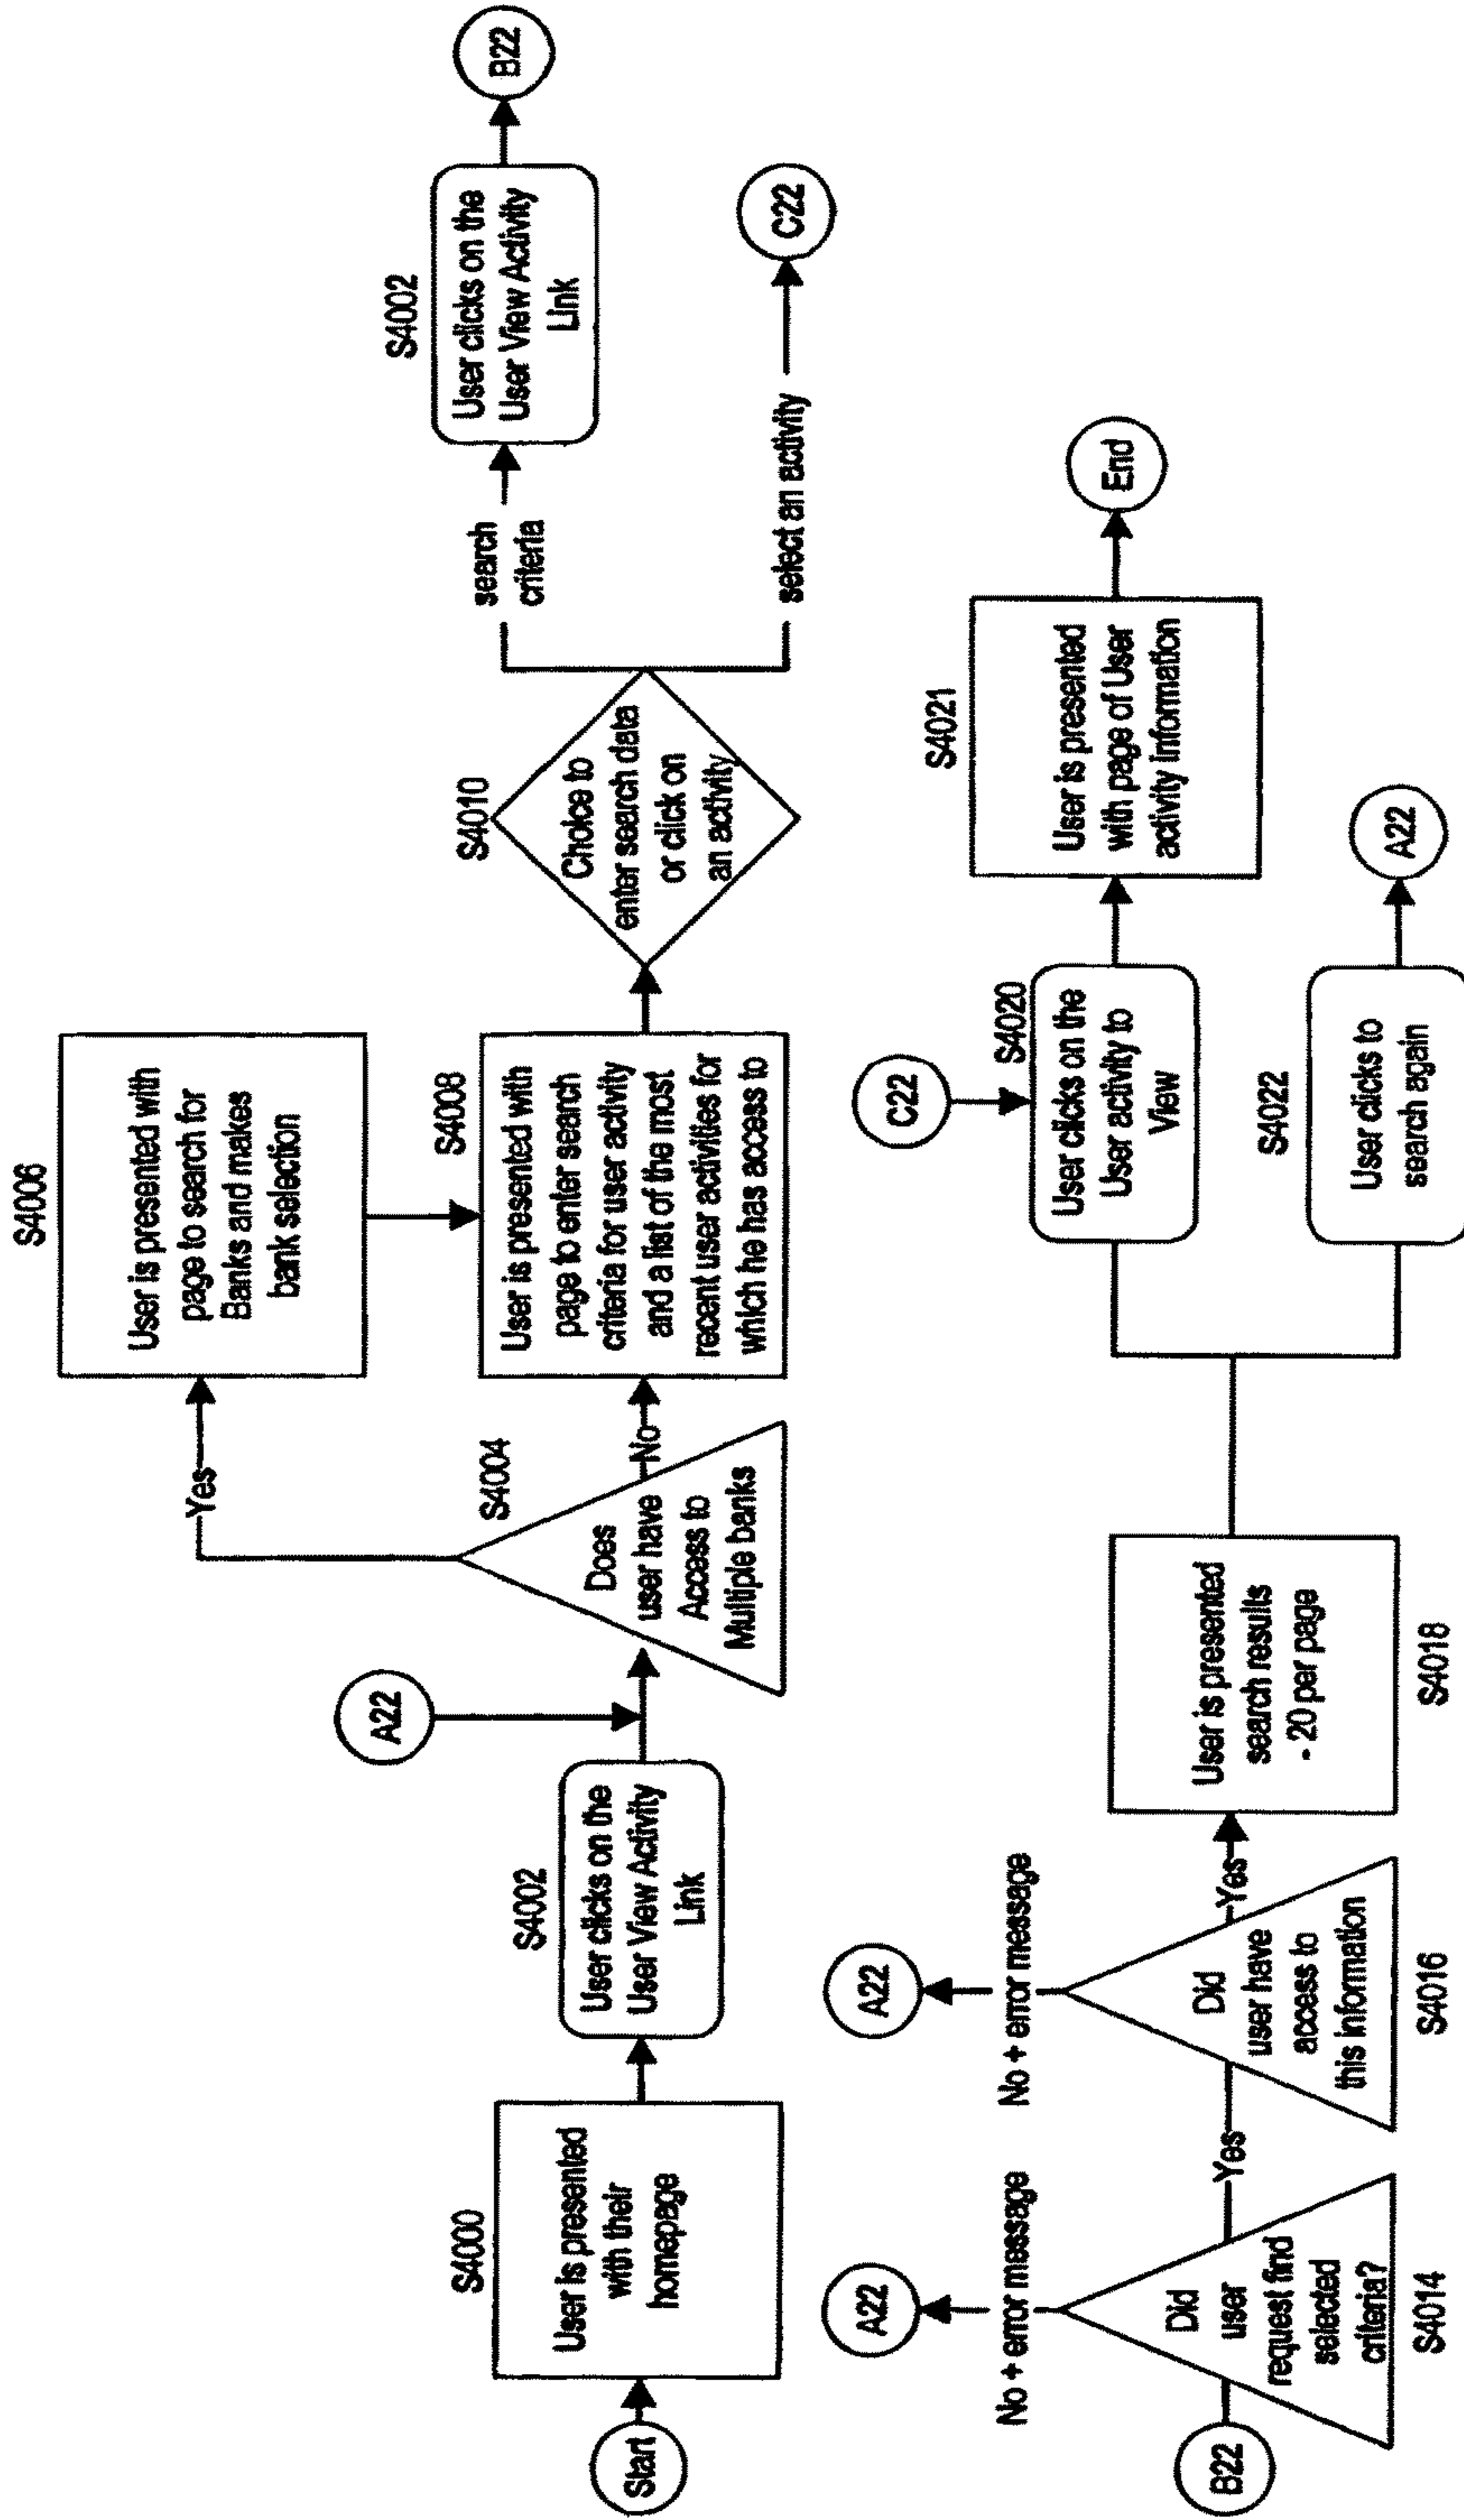 Start
S4000
User is presented
with their
homepage
S4002
User clicks on the
User View Activity
Link
A22
S4004
Does
user have
Access to
Multiple banks
Yes
No
S4006
User is presented with
page to search for
Banks and makes
bank selection
S4008
User is presented with
page to enter search
criteria for user activity
and a list of the most
recent user activities for
which he has access to
S4010
Choice to
enter search data
or click on
an activity
search
criteria
S4002
User clicks on the
User View Activity
Link
B22
select an activity
C22
B22
Did
user
request find
selected
criteria?
S4014
No + error message
A22
Yes
Did
user have
access to
this information
S4016
No + error message
A22
Yes
User is presented
search results
- 20 per page
S4018
C22
S4020
User clicks on the
User activity to
View
S4021
User is presented
with page of User
activity information
End
S4022
User clicks to
search again
A22